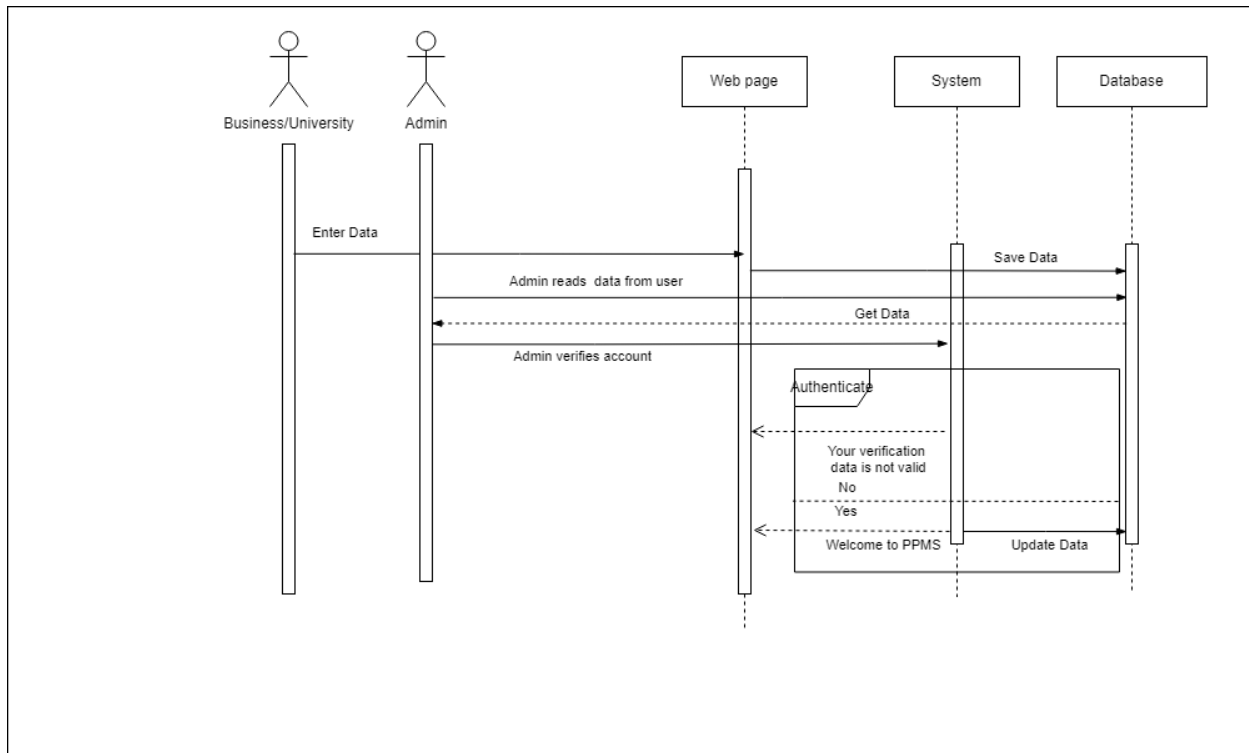 Business/University
Admin
Web page
System
Database
Enter Data
Save Data
Admin reads data from user
Get Data
Admin verifies account
Authenticate
Your verification
data is not valid
No
Yes
Welcome to PPMS
Update Data